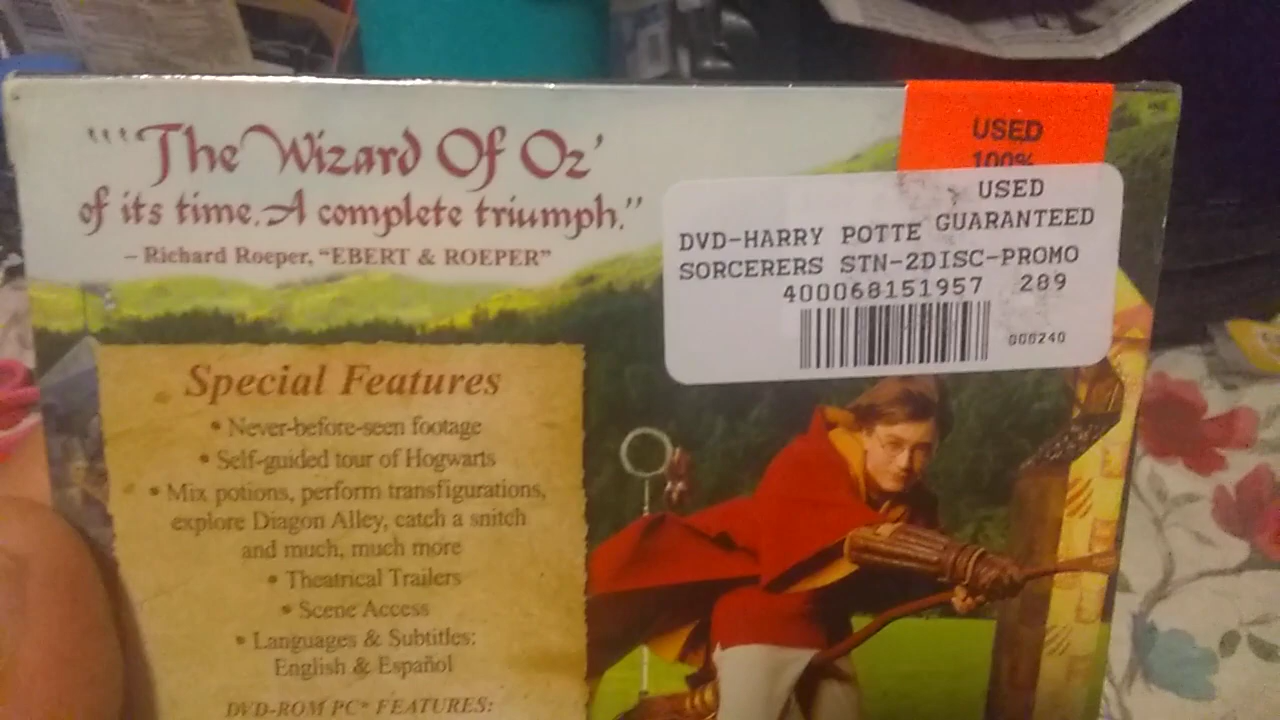 "'The Wizard Of Oz'
of its time. A complete triumph."
– Richard Roeper, "EBERT & ROEPER"
USED
100%
USED
GUARANTEED
DVD-HARRY POTTE
SORCERERS STN-2DISC-PROMO
400068151957 289
000240
Special Features
• Never-before-seen footage
• Self-guided tour of Hogwarts
• Mix potions, perform transfigurations,
explore Diagon Alley, catch a snitch
and much, much more
• Theatrical Trailers
• Scene Access
• Languages & Subtitles:
English & Español
DVD-ROM PC* FEATURES: